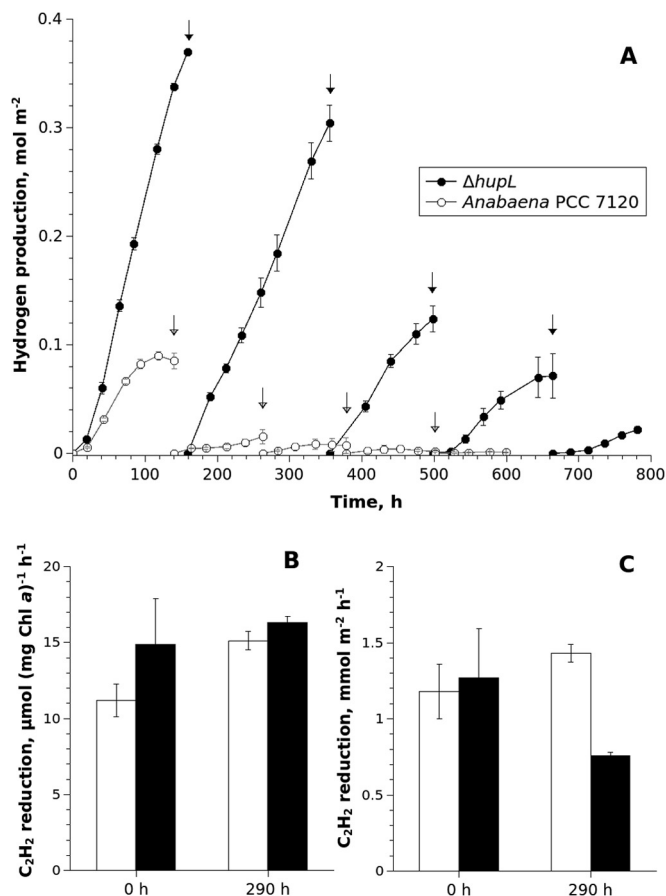 0.4
A
0.3
ΔhupL
Anabaena PCC 7120
0.2
0.1
0
Hydrogen production, mol m⁻²
0 100 200 300 400 500 600 700 800
Time, h
20
B
15
10
5
0
C₂H₂ reduction, µmol (mg Chl a)⁻¹ h⁻¹
0 h 290 h
2
C
1.5
1
0.5
0
C₂H₂ reduction, mmol m⁻² h⁻¹
0 h 290 h